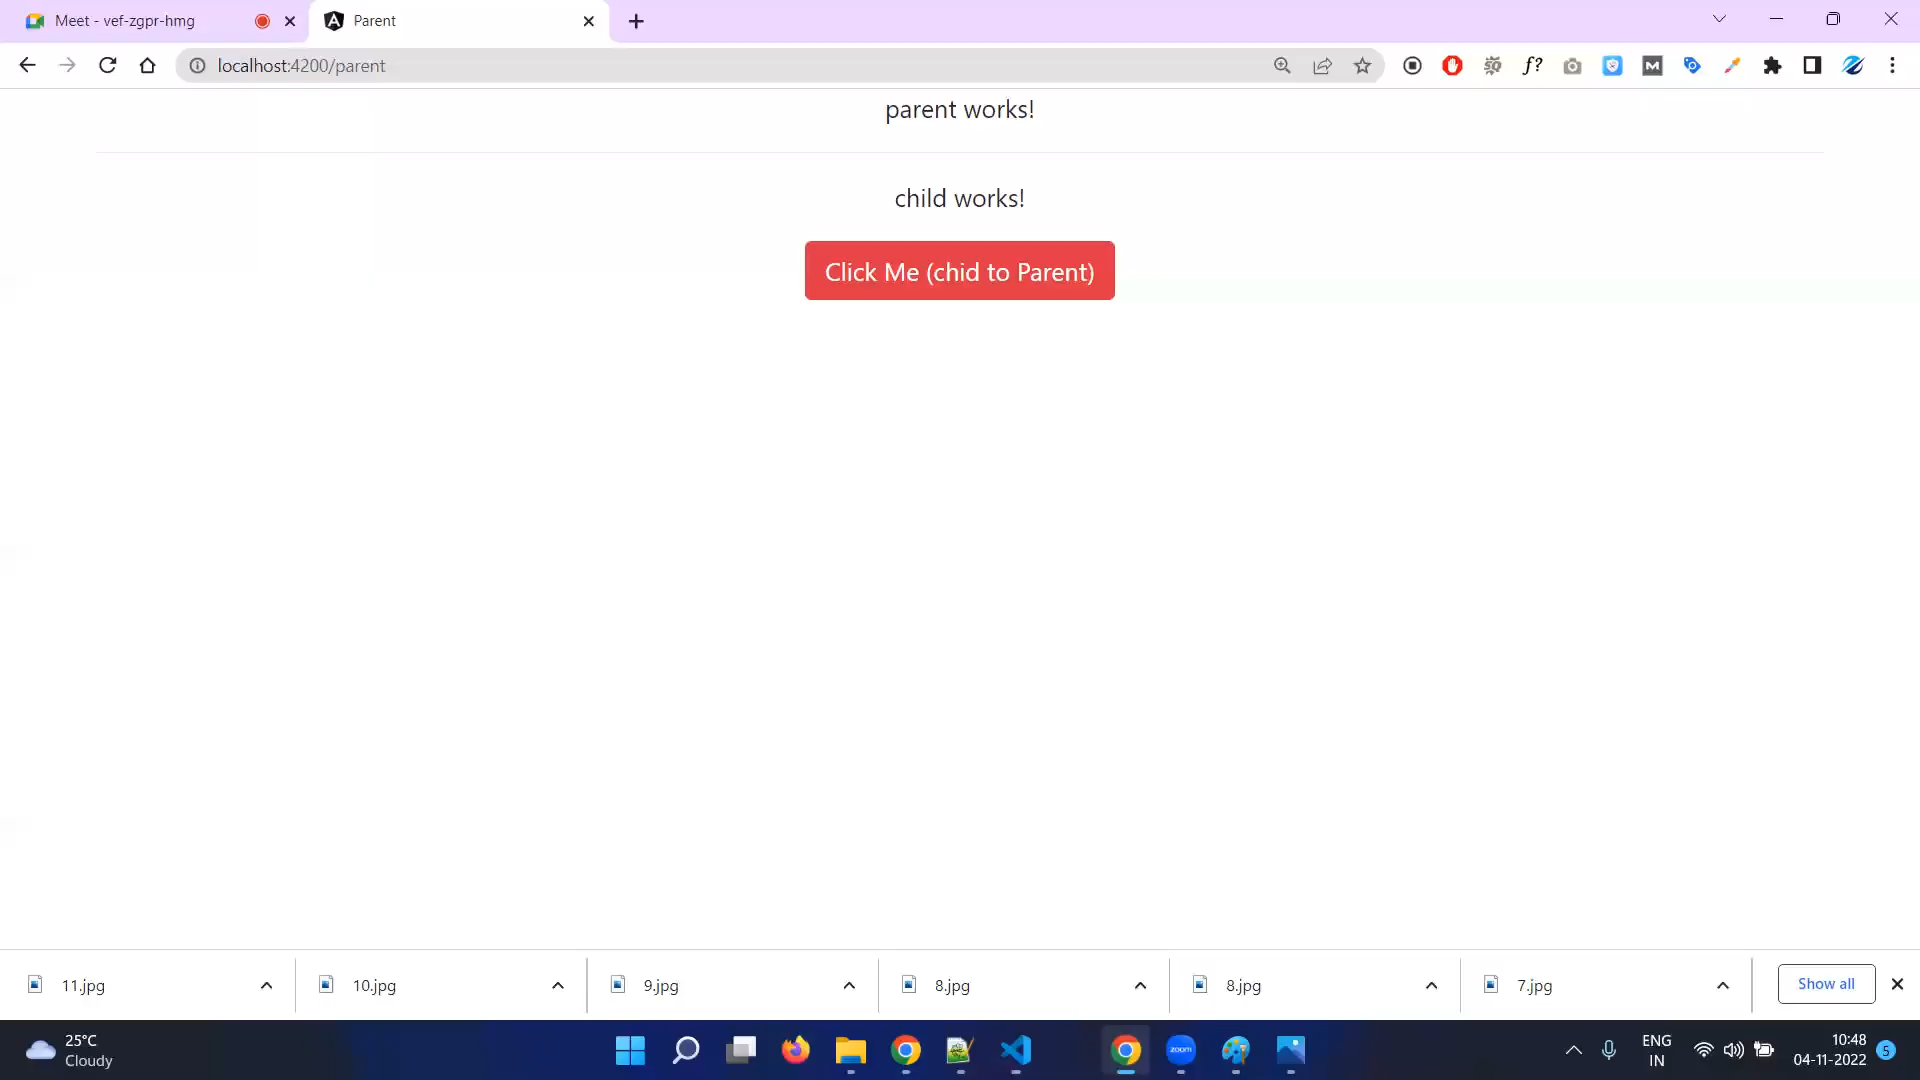 Meet - vef-zgpr-hmg
Parent
localhost:4200/parent
parent works!
child works!
Click Me (chid to Parent)
11.jpg
10.jpg
9.jpg
8.jpg
8.jpg
7.jpg
Show all
25°C
Cloudy
zoom
ENG
IN
10:48
04-11-2022
5